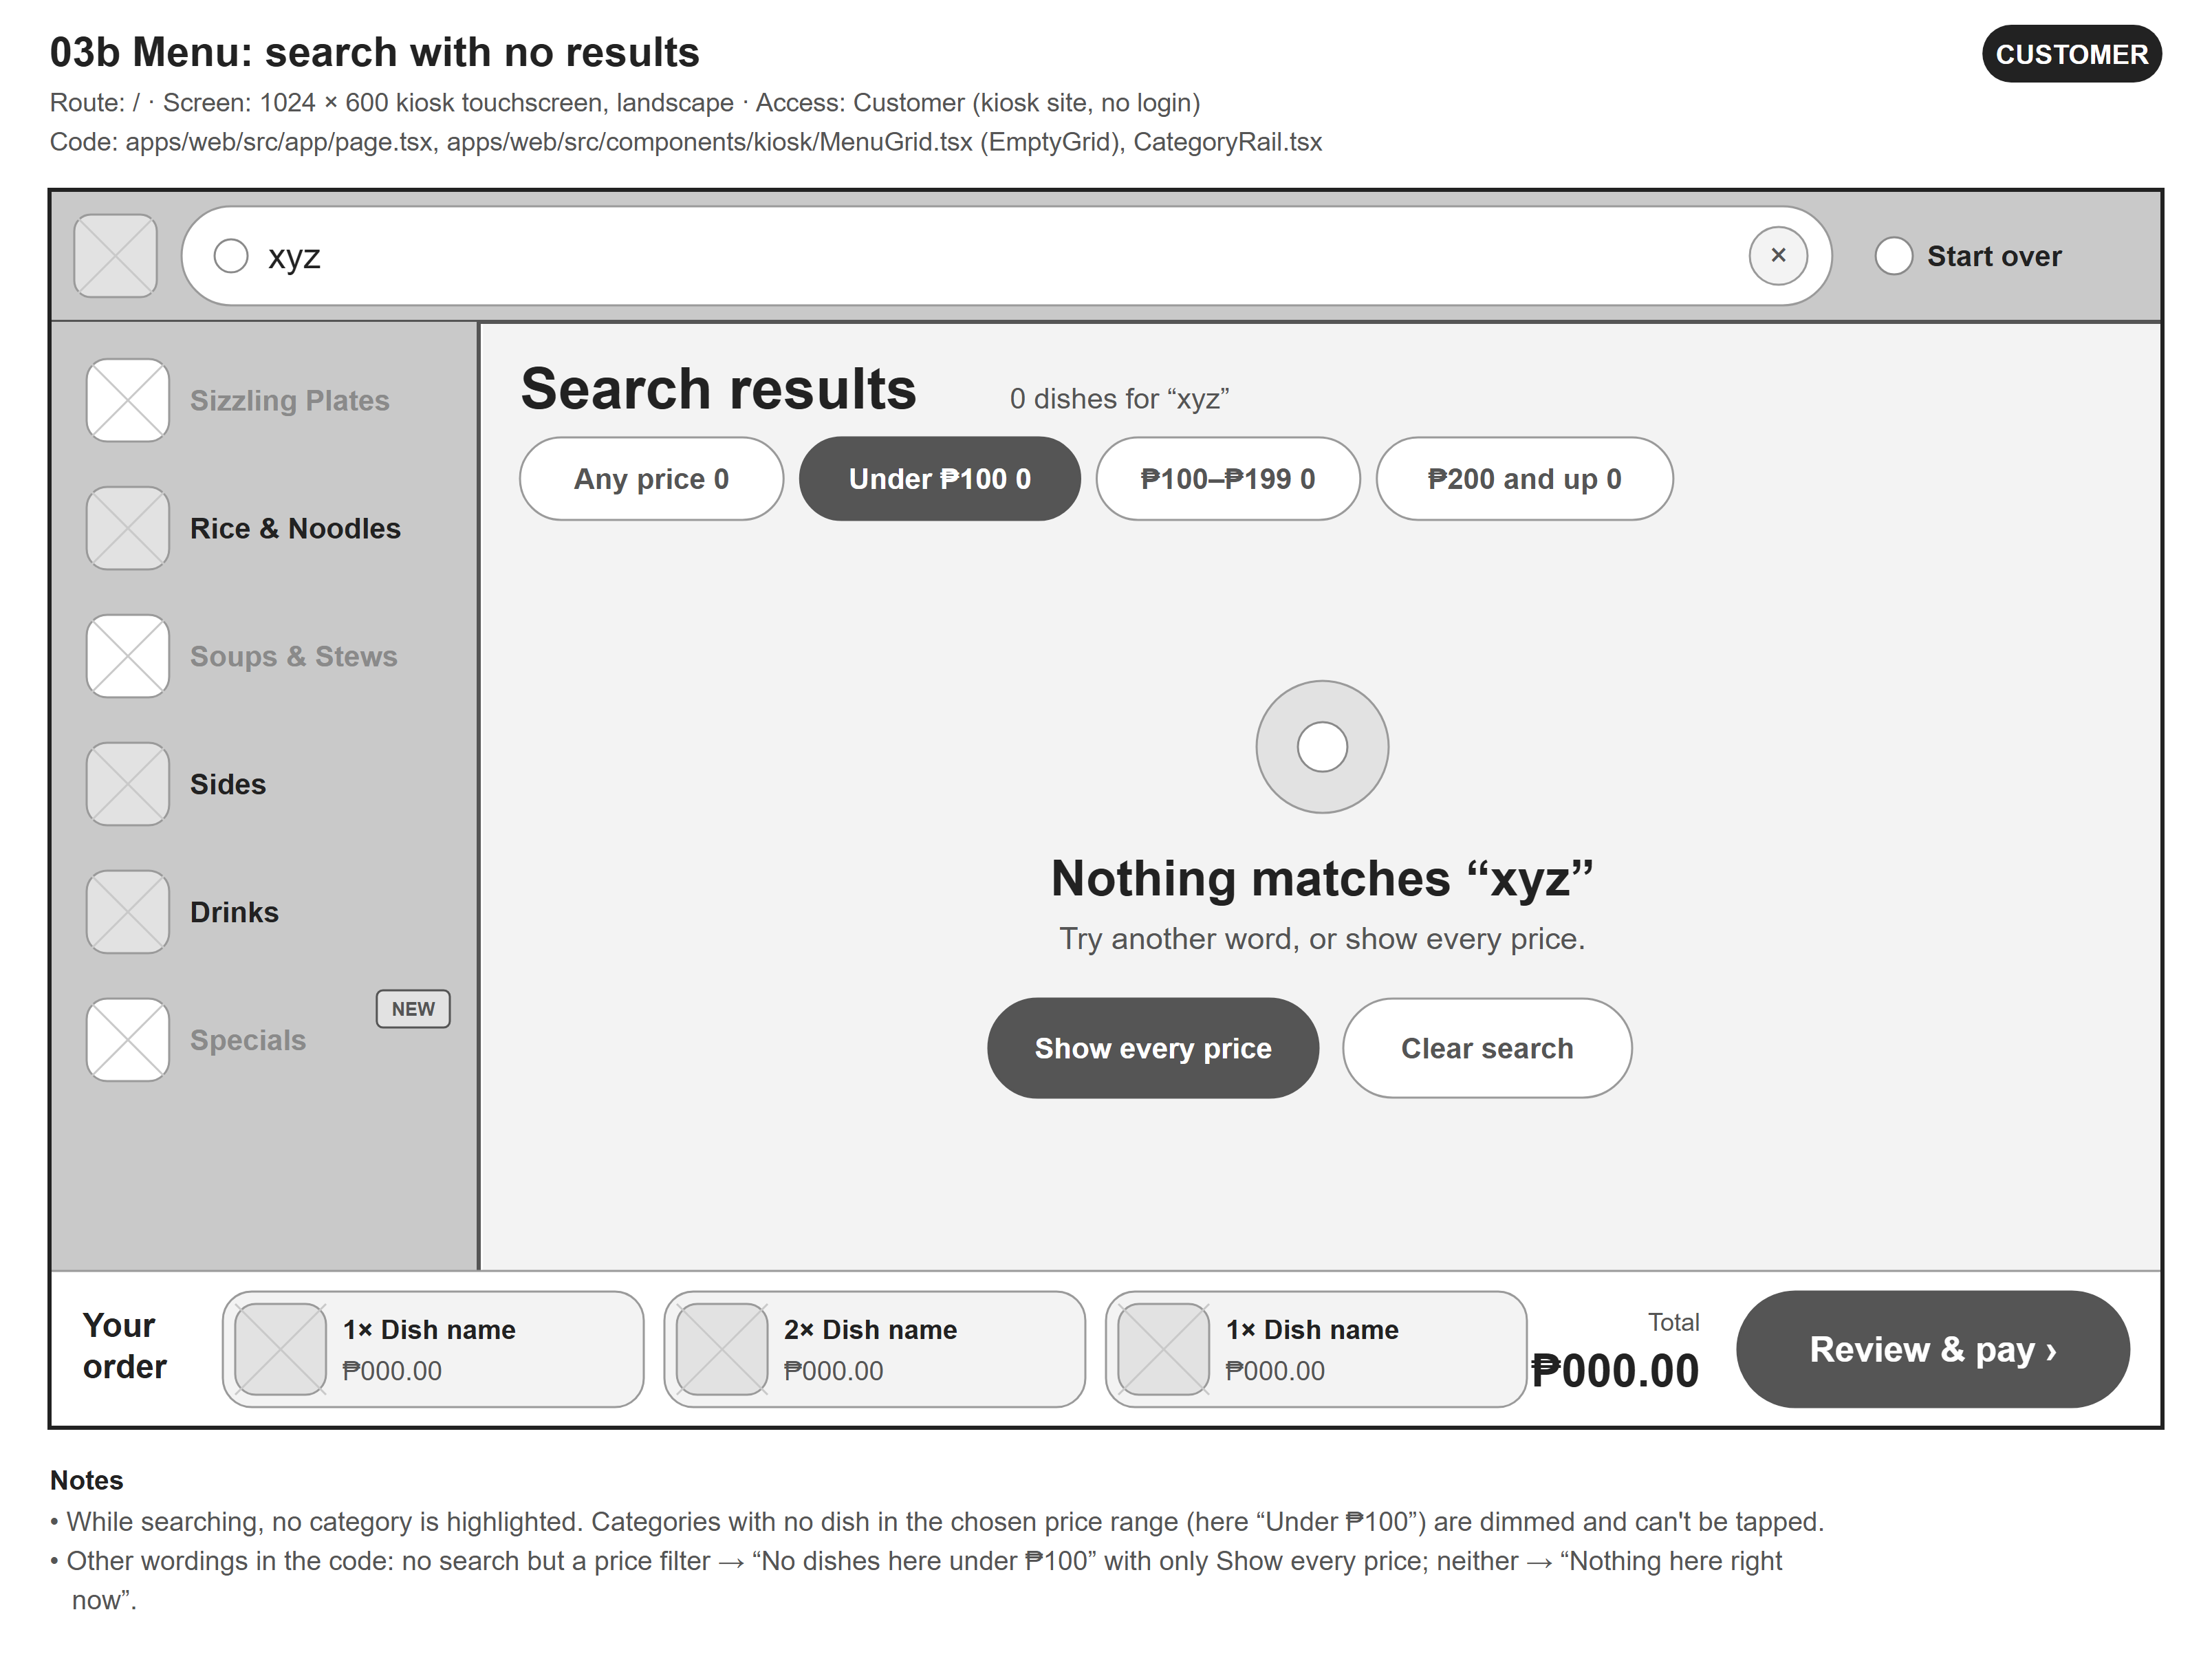 03b Menu: search with no results
CUSTOMER
Route: / · Screen: 1024 × 600 kiosk touchscreen, landscape · Access: Customer (kiosk site, no login)
Code: apps/web/src/app/page.tsx, apps/web/src/components/kiosk/MenuGrid.tsx (EmptyGrid), CategoryRail.tsx
xyz
×
Start over
Sizzling Plates
Rice & Noodles
Soups & Stews
Sides
Drinks
NEW
Specials
Search results
0 dishes for “xyz”
Any price 0
Under ₱100 0
₱100–₱199 0
₱200 and up 0
Nothing matches “xyz”
Try another word, or show every price.
Show every price
Clear search
Your
order
1× Dish name
₱000.00
2× Dish name
₱000.00
1× Dish name
₱000.00
Total
₱000.00
Review & pay ›
Notes
• While searching, no category is highlighted. Categories with no dish in the chosen price range (here “Under ₱100”) are dimmed and can't be tapped.
• Other wordings in the code: no search but a price filter → “No dishes here under ₱100” with only Show every price; neither → “Nothing here right
now”.